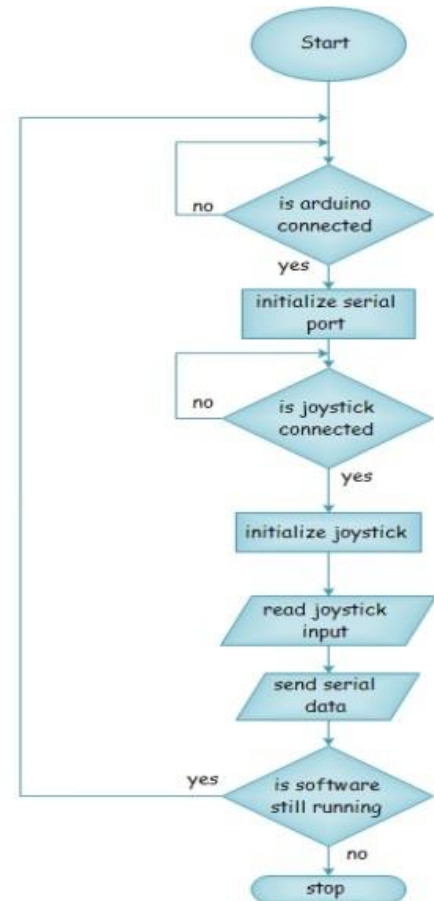 Start
no
is arduino
connected
yes
initialize serial
port
no
is joystick
connected
yes
initialize joystick
read joystick
input
send serial
data
yes
is software
still running
no
stop